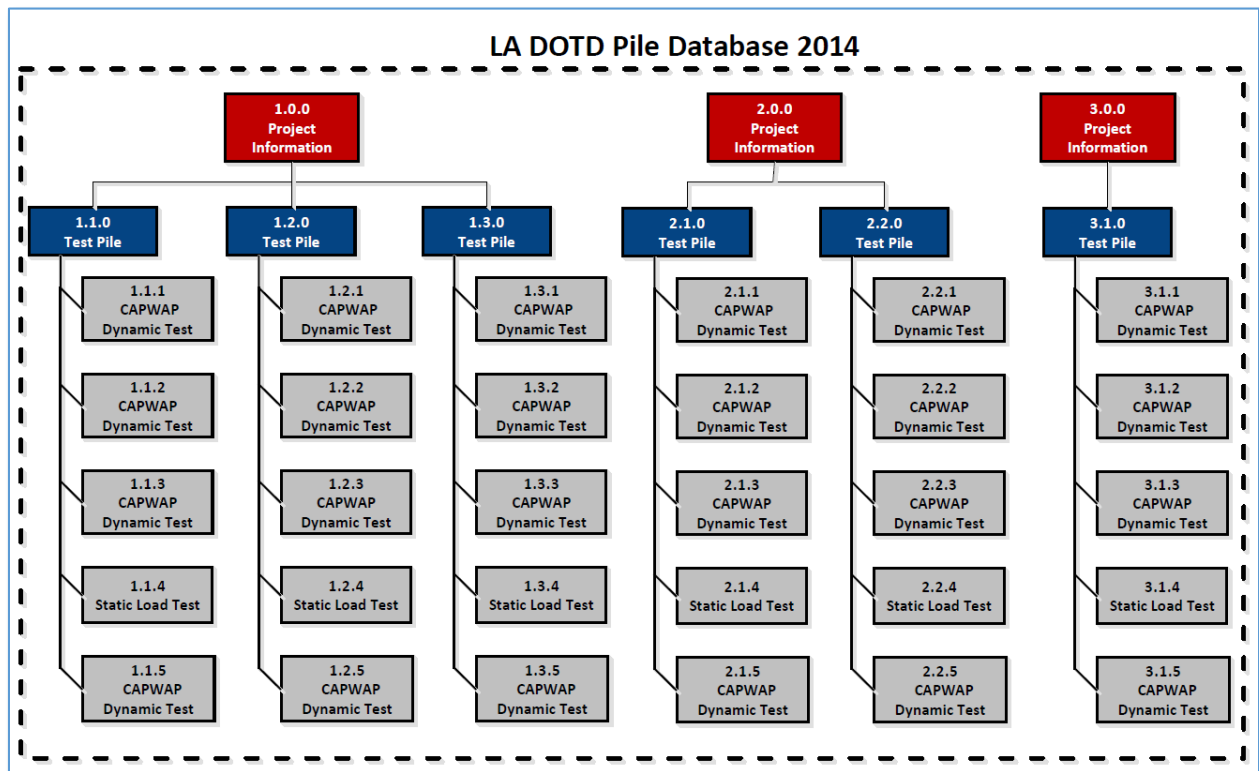 LA DOTD Pile Database 2014
1.0.0
Project
Information
2.0.0
Project
Information
3.0.0
Project
Information
1.1.0
Test Pile
1.2.0
Test Pile
1.3.0
Test Pile
2.1.0
Test Pile
2.2.0
Test Pile
3.1.0
Test Pile
1.1.1
CAPWAP
Dynamic Test
1.2.1
CAPWAP
Dynamic Test
1.3.1
CAPWAP
Dynamic Test
2.1.1
CAPWAP
Dynamic Test
2.2.1
CAPWAP
Dynamic Test
3.1.1
CAPWAP
Dynamic Test
1.1.2
CAPWAP
Dynamic Test
1.2.2
CAPWAP
Dynamic Test
1.3.2
CAPWAP
Dynamic Test
2.1.2
CAPWAP
Dynamic Test
2.2.2
CAPWAP
Dynamic Test
3.1.2
CAPWAP
Dynamic Test
1.1.3
CAPWAP
Dynamic Test
1.2.3
CAPWAP
Dynamic Test
1.3.3
CAPWAP
Dynamic Test
2.1.3
CAPWAP
Dynamic Test
2.2.3
CAPWAP
Dynamic Test
3.1.3
CAPWAP
Dynamic Test
1.1.4
Static Load Test
1.2.4
Static Load Test
1.3.4
Static Load Test
2.1.4
Static Load Test
2.2.4
Static Load Test
3.1.4
Static Load Test
1.1.5
CAPWAP
Dynamic Test
1.2.5
CAPWAP
Dynamic Test
1.3.5
CAPWAP
Dynamic Test
2.1.5
CAPWAP
Dynamic Test
2.2.5
CAPWAP
Dynamic Test
3.1.5
CAPWAP
Dynamic Test